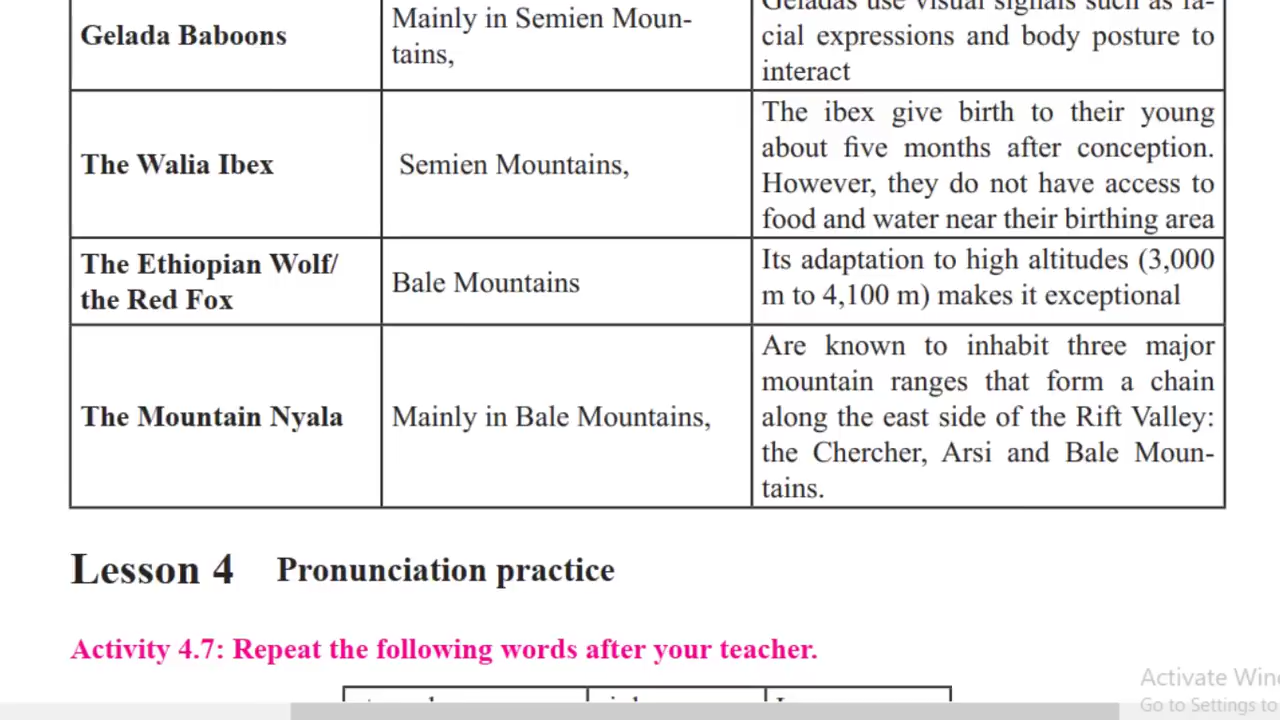 Geladas use visual signals such as fa-
Gelada Baboons
Mainly in Semien Moun-
tains,
cial expressions and body posture to
interact
The Walia Ibex
Semien Mountains,
The ibex give birth to their young
about five months after conception.
However, they do not have access to
food and water near their birthing area
The Ethiopian Wolf/
the Red Fox
Bale Mountains
Its adaptation to high altitudes (3,000
m to 4,100 m) makes it exceptional
The Mountain Nyala
Mainly in Bale Mountains,
Are known to inhabit three major
mountain ranges that form a chain
along the east side of the Rift Valley:
the Chercher, Arsi and Bale Moun-
tains.
Lesson 4 Pronunciation practice
Activity 4.7: Repeat the following words after your teacher.
Activate Win
Go to Settings to